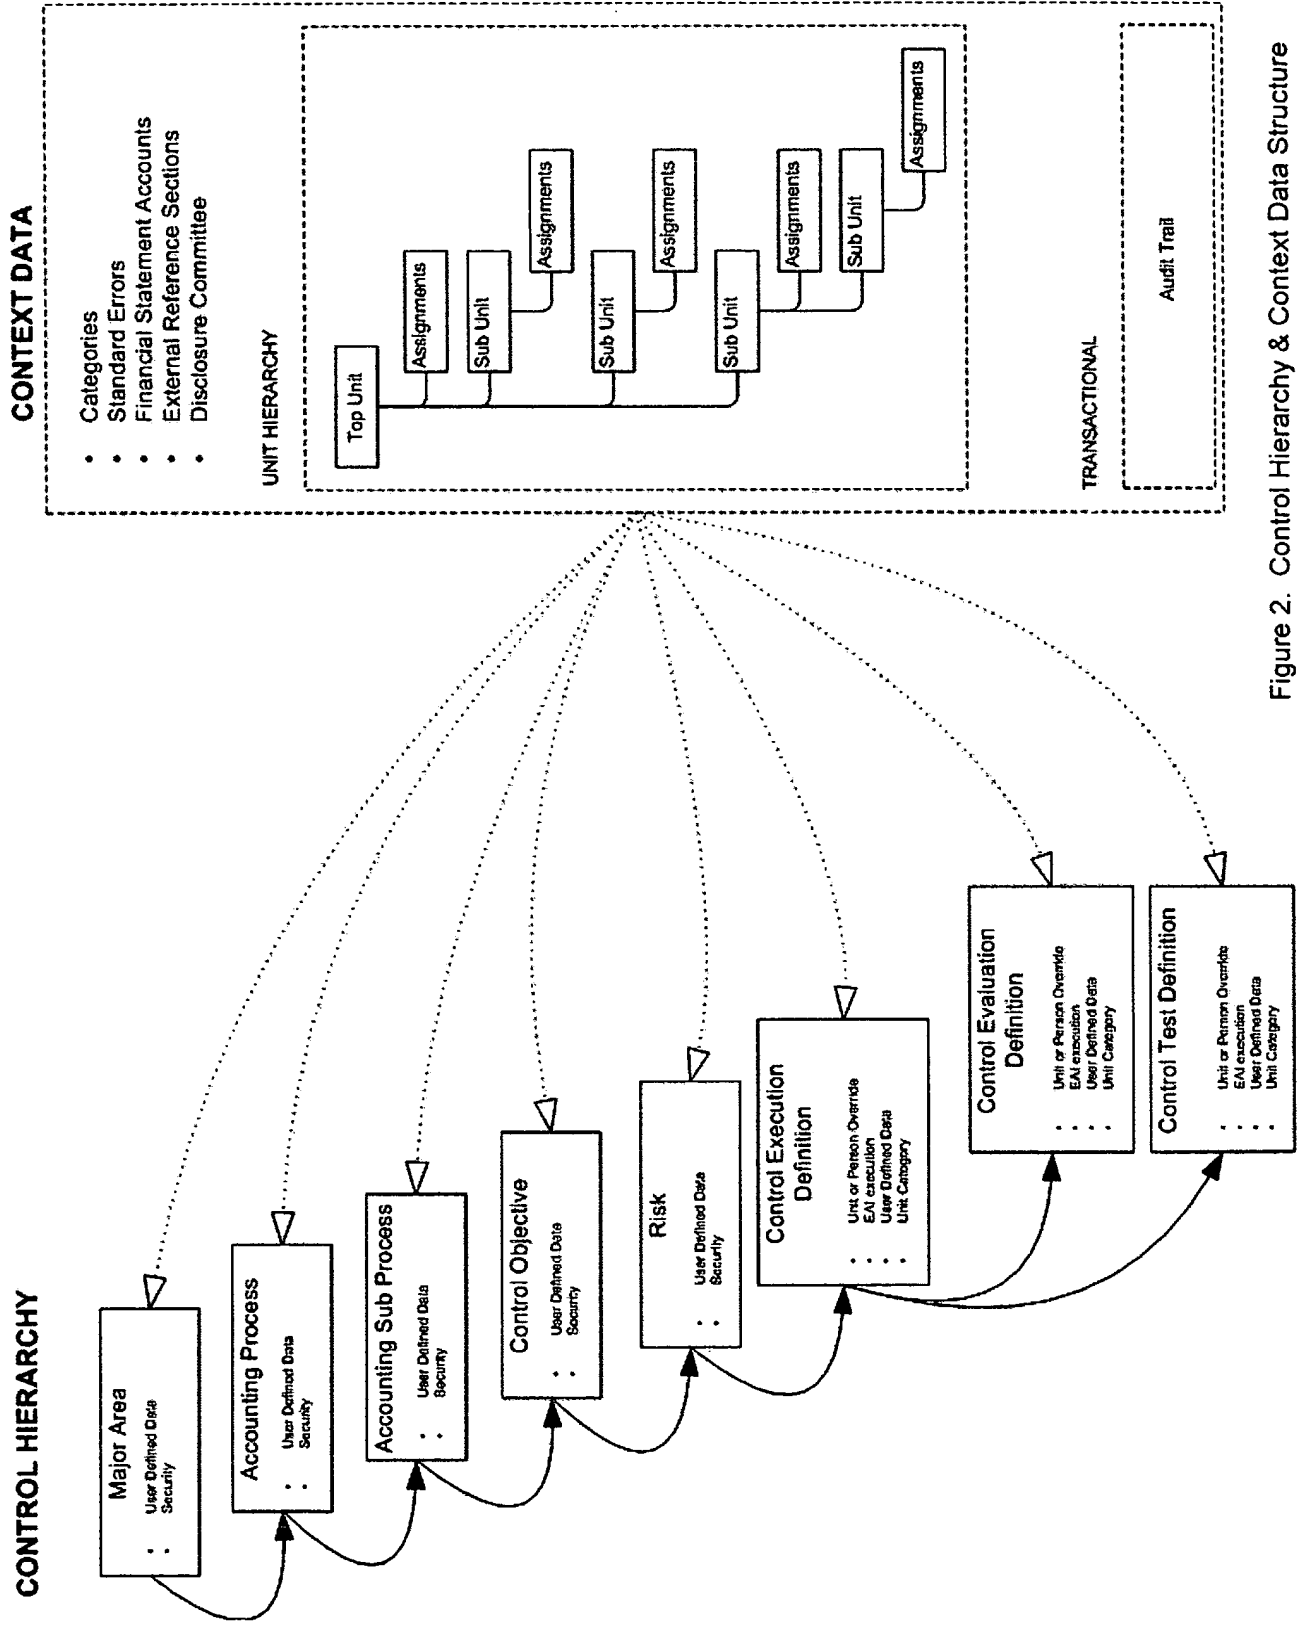 CONTROL HIERARCHY
Major Area
• User Defined Data
• Security
Accounting Process
• User Defined Data
• Security
Accounting Sub Process
• User Defined Data
• Security
Control Objective
• User Defined Data
• Security
Risk
• User Defined Data
• Security
Control Execution
Definition
• Unit or Person Override
• EAI execution
• User Defined Data
• Unit Category
Control Evaluation
Definition
• Unit or Person Override
• EAI execution
• User Defined Data
• Unit Category
Control Test Definition
• Unit or Person Override
• EAI execution
• User Defined Data
• Unit Category
CONTEXT DATA
• Categories
• Standard Errors
• Financial Statement Accounts
• External Reference Sections
• Disclosure Committee
UNIT HIERARCHY
Top Unit
Assignments
Sub Unit
Assignments
Sub Unit
Assignments
Sub Unit
Assignments
Sub Unit
Assignments
TRANSACTIONAL
Audit Trail
Figure 2. Control Hierarchy & Context Data Structure